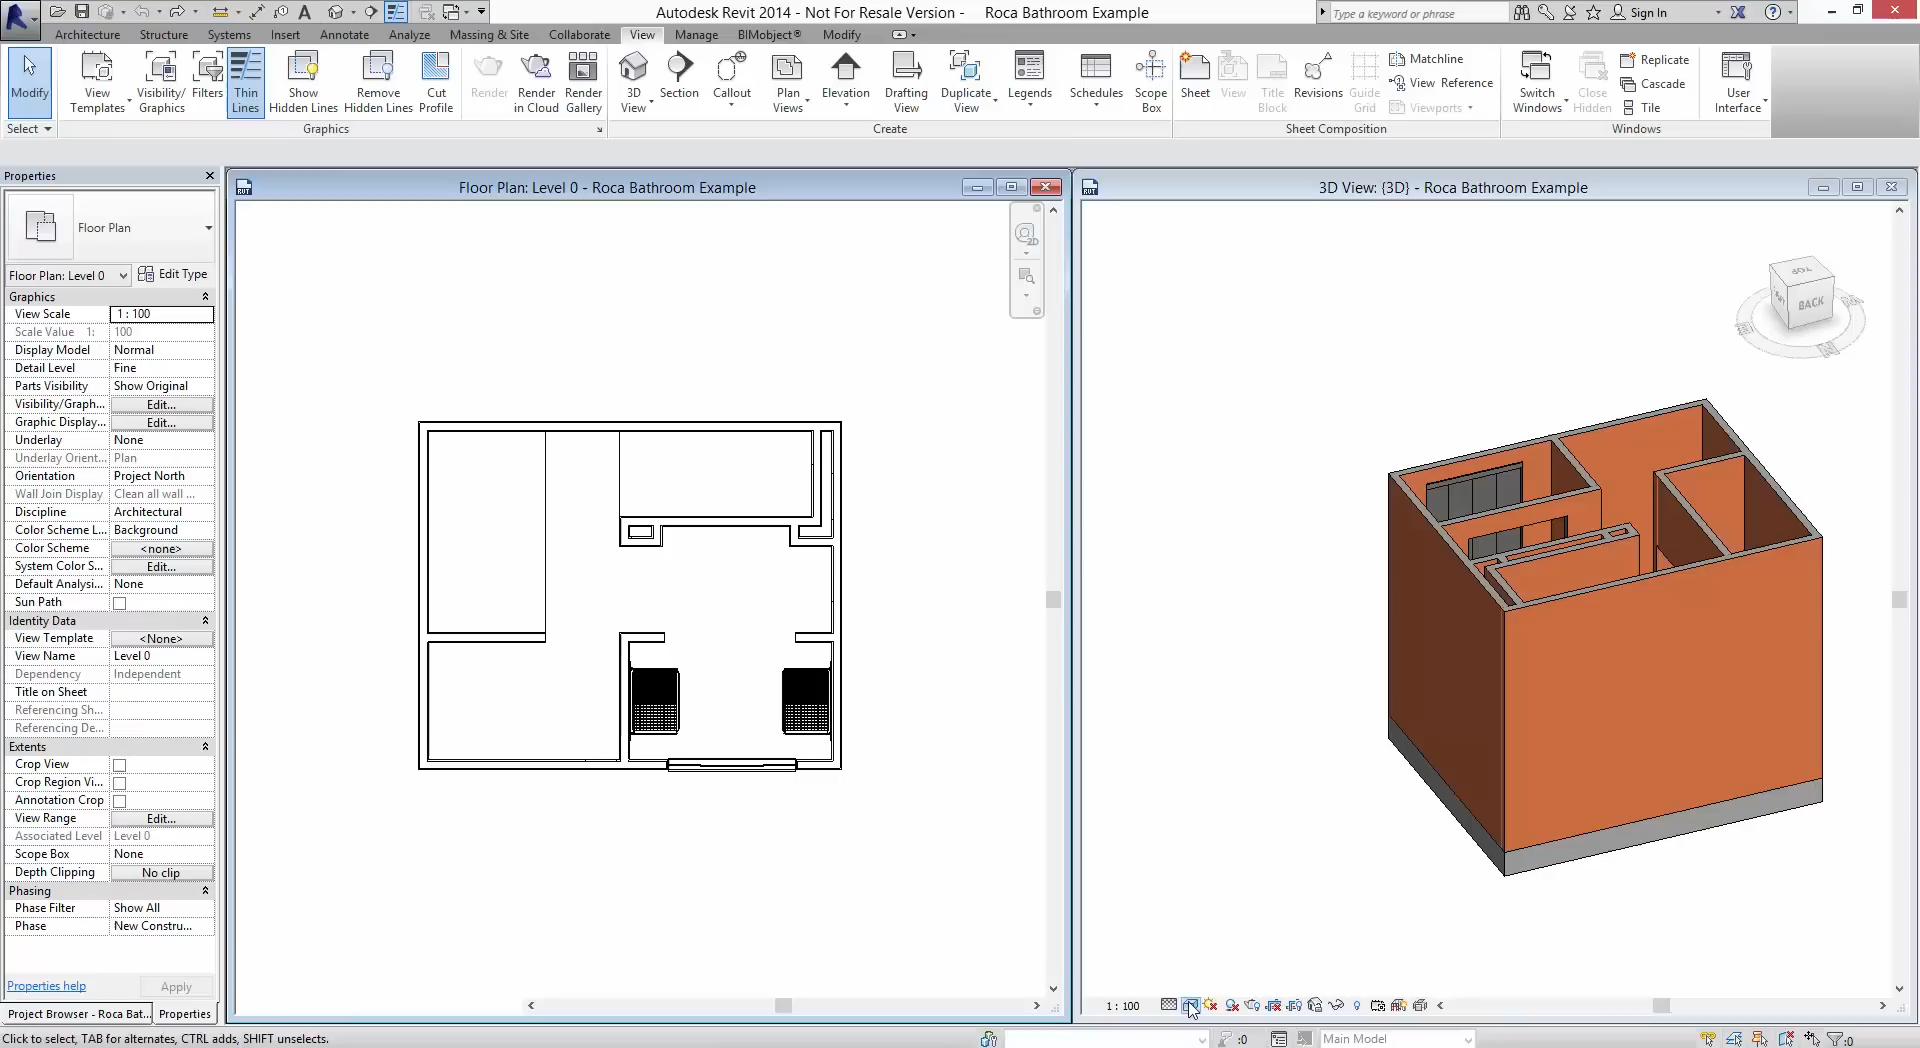 Autodesk Revit 2014 - Not For Resale Version - Roca Bathroom Example
Type a keyword or phrase
Sign In
Architecture Structure Systems Insert Annotate Analyze Massing & Site Collaborate View Manage BIMobject® Modify
Modify
View Templates
Visibility/ Graphics
Filters
Thin Lines
Show Hidden Lines
Remove Hidden Lines
Cut Profile
Render
Render in Cloud
Render Gallery
3D View
Section
Callout
Plan Views
Elevation
Drafting View
Duplicate View
Legends
Schedules
Scope Box
Sheet
View
Title Block
Revisions
Guide Grid
Matchline
View Reference
Viewports
Switch Windows
Close Hidden
Replicate
Cascade
Tile
User Interface
Select Graphics Create Sheet Composition Windows
Properties
Floor Plan
Floor Plan: Level 0 Edit Type
Graphics
View Scale 1 : 100
Scale Value 1: 100
Display Model Normal
Detail Level Fine
Parts Visibility Show Original
Visibility/Graph... Edit...
Graphic Display... Edit...
Underlay None
Underlay Orient... Plan
Orientation Project North
Wall Join Display Clean all wall ...
Discipline Architectural
Color Scheme L... Background
Color Scheme <none>
System Color S... Edit...
Default Analysi... None
Sun Path
Identity Data
View Template <None>
View Name Level 0
Dependency Independent
Title on Sheet
Referencing Sh...
Referencing De...
Extents
Crop View
Crop Region Vi...
Annotation Crop
View Range Edit...
Associated Level Level 0
Scope Box None
Depth Clipping No clip
Phasing
Phase Filter Show All
Phase New Constru...
Properties help Apply
Project Browser - Roca Bat... Properties
Floor Plan: Level 0 - Roca Bathroom Example
2D
3D View: {3D} - Roca Bathroom Example
TOP
BACK
1 : 100
Click to select, TAB for alternates, CTRL adds, SHIFT unselects.
:0
Main Model
:0